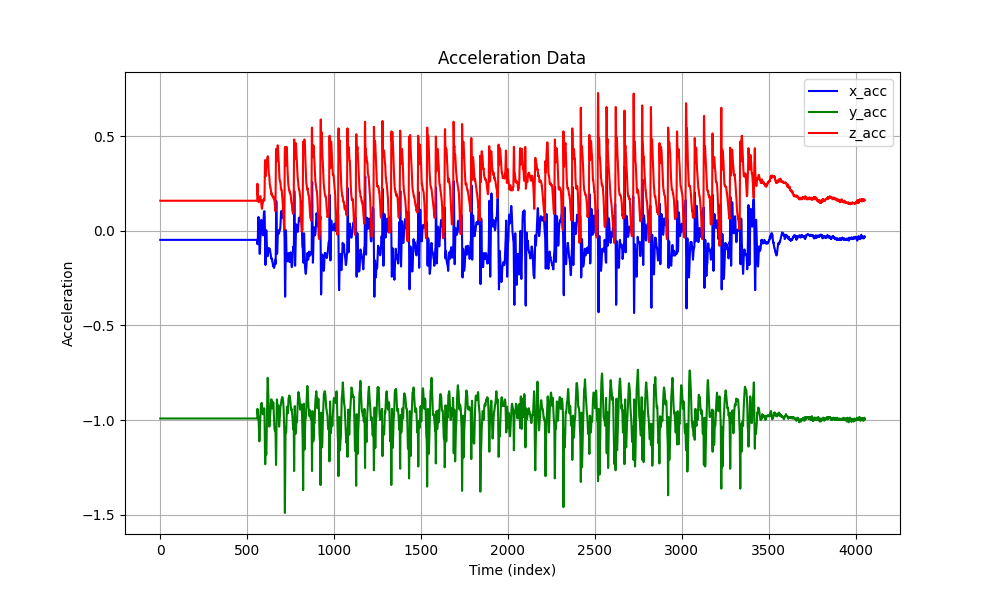 Acceleration Data
x_acc
y_acc
z_acc
Acceleration
0.5
0.0
−0.5
−1.0
−1.5
0 500 1000 1500 2000 2500 3000 3500 4000
Time (index)